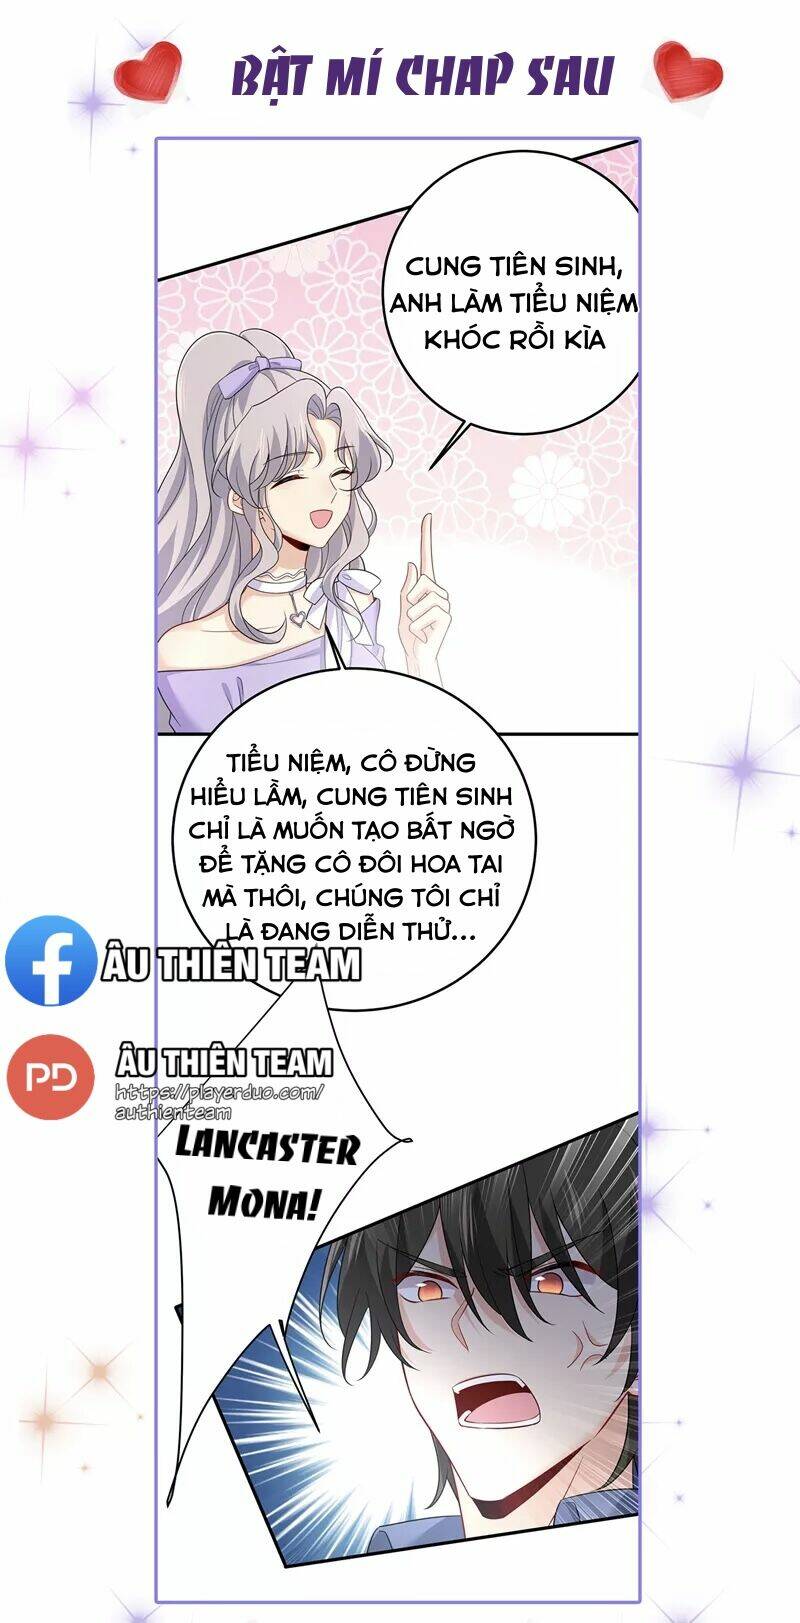 BẬT MÍ CHAP SAU
CUNG TIÊN SINH,
ANH LÀM TIỂU NIỆM
KHÓC RỒI KÌA
TIỂU NIỆM, CÔ ĐỪNG
HIỂU LẦM, CUNG TIÊN SINH
CHỈ LÀ MUỐN TẠO BẤT NGỜ
ĐỂ TẶNG CÔ ĐÔI HOA TAI
MÀ THÔI, CHÚNG TÔI CHỈ
LÀ ĐANG DIỄN THỬ...
ÂU THIÊN TEAM
PD
ÂU THIÊN TEAM
https://playerduo.com/
authienteam
LANCASTER
MONA!